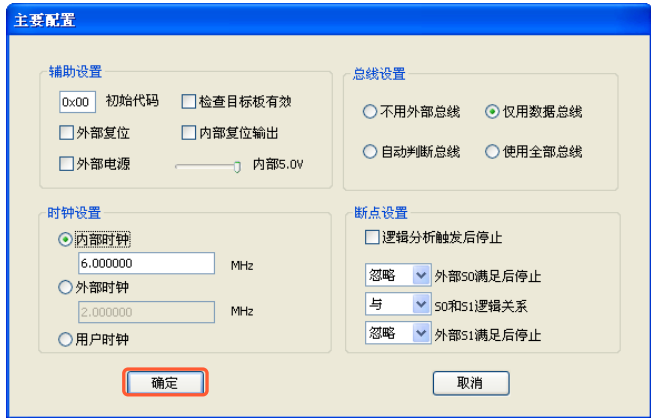 主要配置
辅助设置
0x00 初始代码 检查目标板有效
外部复位 内部复位输出
外部电源 内部5.0V
总线设置
不用外部总线 仅用数据总线
自动判断总线 使用全部总线
时钟设置
内部时钟
6.000000 MHz
外部时钟
2.000000 MHz
用户时钟
断点设置
逻辑分析触发后停止
忽略 外部S0满足后停止
与 S0和S1逻辑关系
忽略 外部S1满足后停止
确定 取消